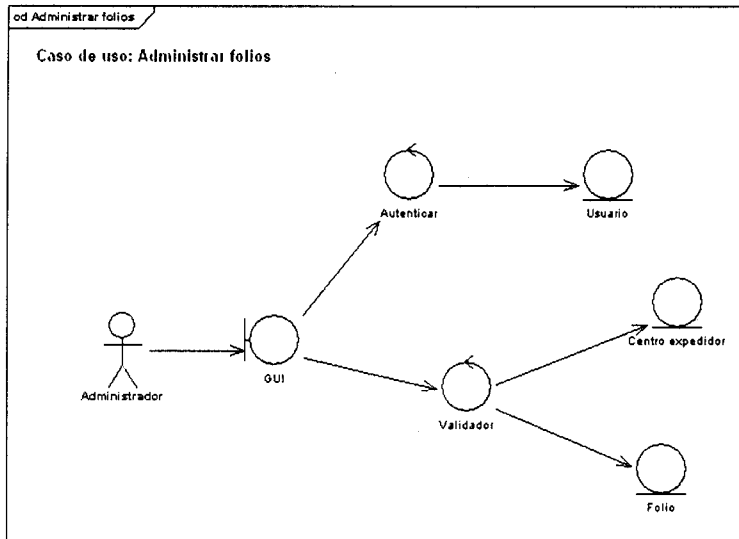 od Administrar folios
Caso de uso: Administrar folios
Autenticar
Usuario
Centro expedidor
Administrador
GUI
Validador
Folio